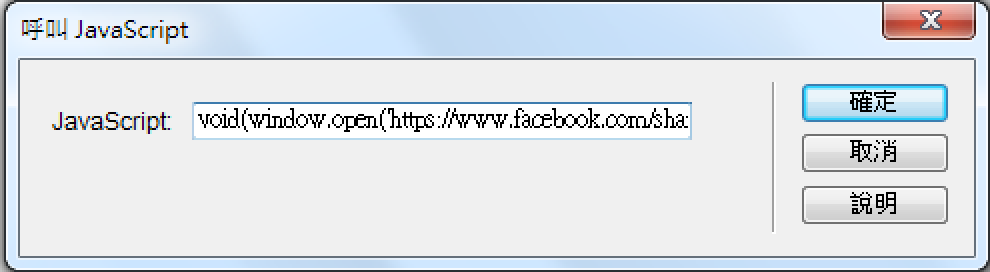 呼叫 JavaScript
JavaScript: void(window.open('https://www.facebook.com/sha
確定
取消
說明